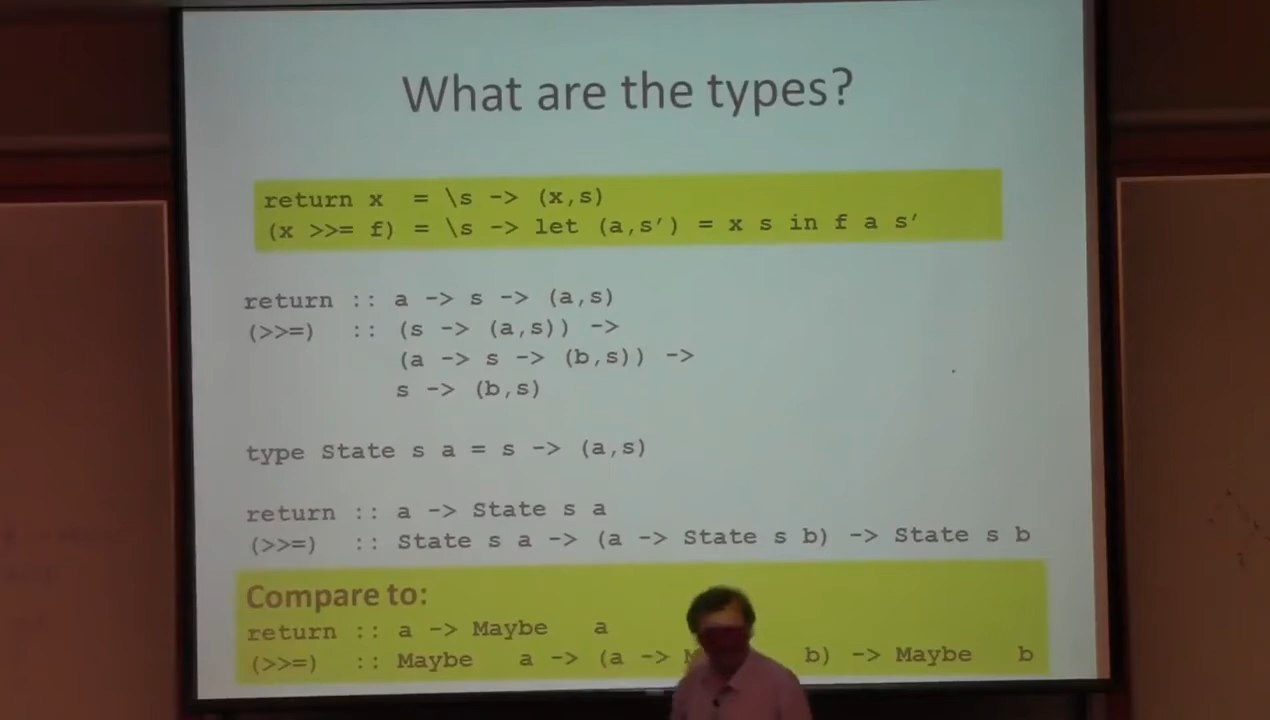 What are the types?
return x = \s -> (x,s)
(x >>= f) = \s -> let (a,s′) = x s in f a s′
return :: a -> s -> (a,s)
(>>=) :: (s -> (a,s)) ->
(a -> s -> (b,s)) ->
s -> (b,s)
type State s a = s -> (a,s)
return :: a -> State s a
(>>=) :: State s a -> (a -> State s b) -> State s b
Compare to:
return :: a -> Maybe a
(>>=) :: Maybe a -> (a -> b) -> Maybe b